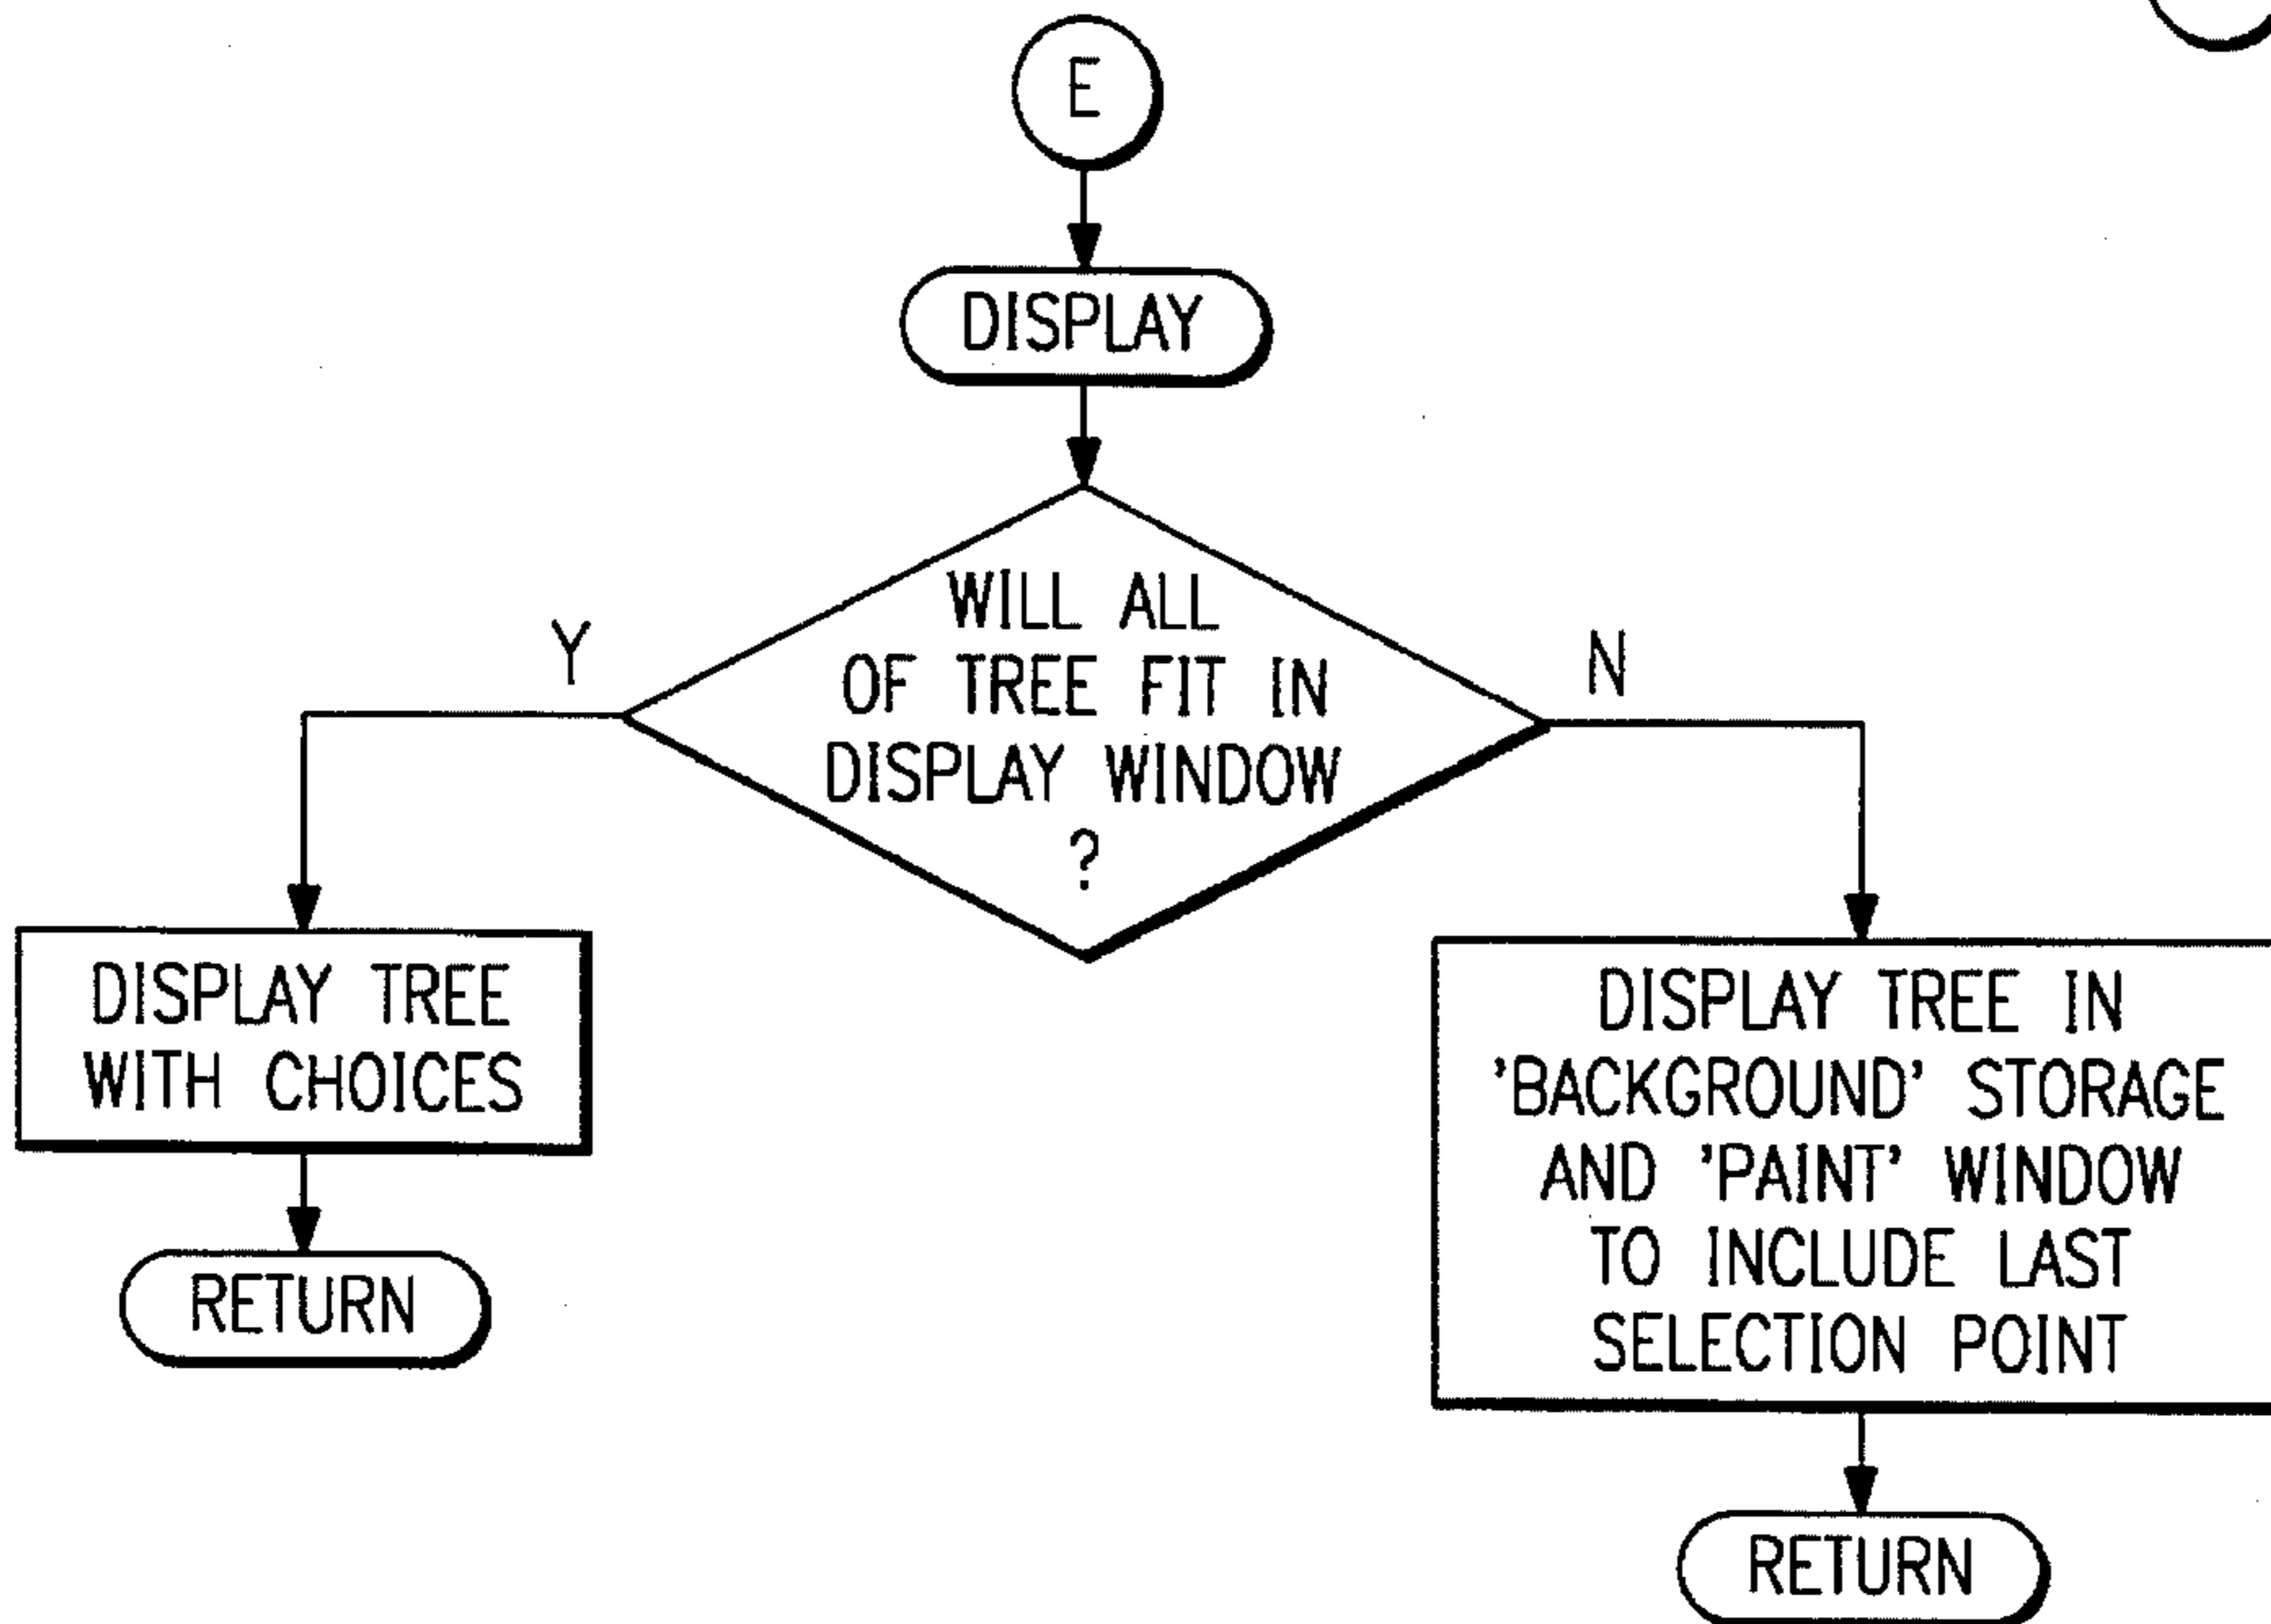 E
DISPLAY
WILL ALL
OF TREE FIT IN
DISPLAY WINDOW
?
Y
N
DISPLAY TREE
WITH CHOICES
RETURN
DISPLAY TREE IN
'BACKGROUND' STORAGE
AND 'PAINT' WINDOW
TO INCLUDE LAST
SELECTION POINT
RETURN